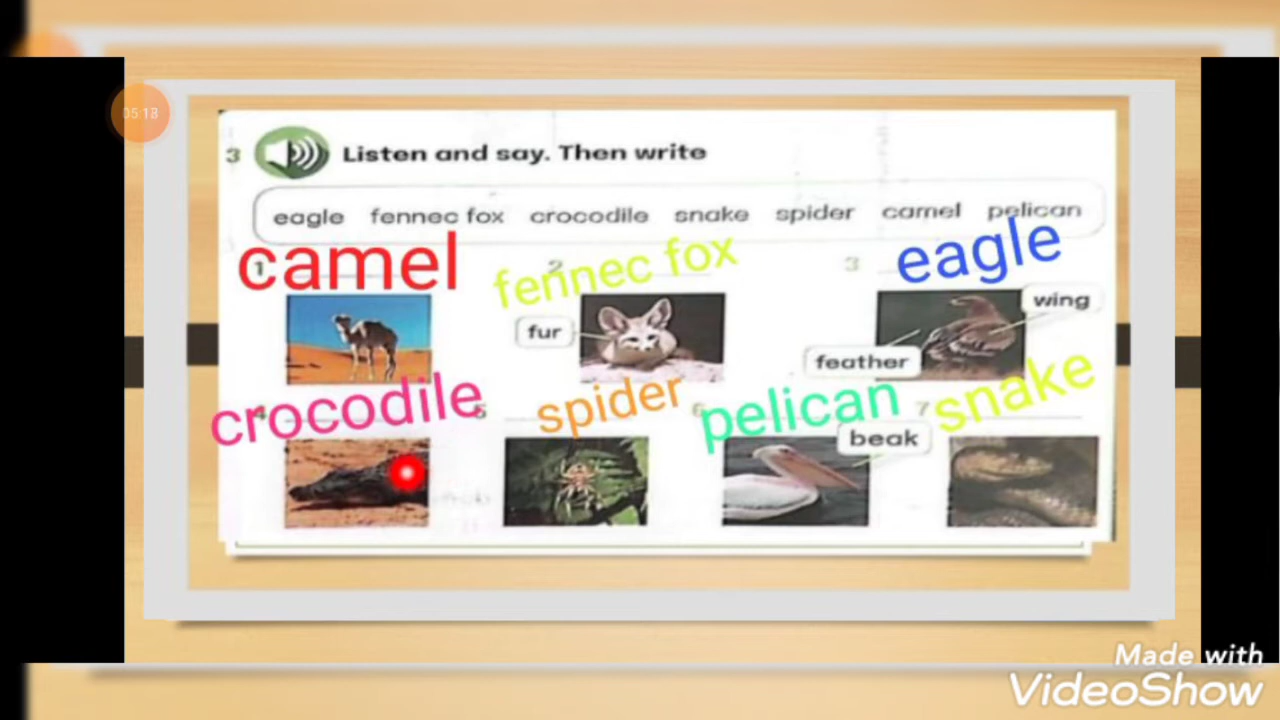 05:18
3 Listen and say. Then write
eagle fennec fox crocodile snake spider camel pelican
1 camel
2 fennec fox
3 eagle
wing
fur
feather
4 crocodile
5 spider
6 pelican
7 snake
beak
Made with
VideoShow